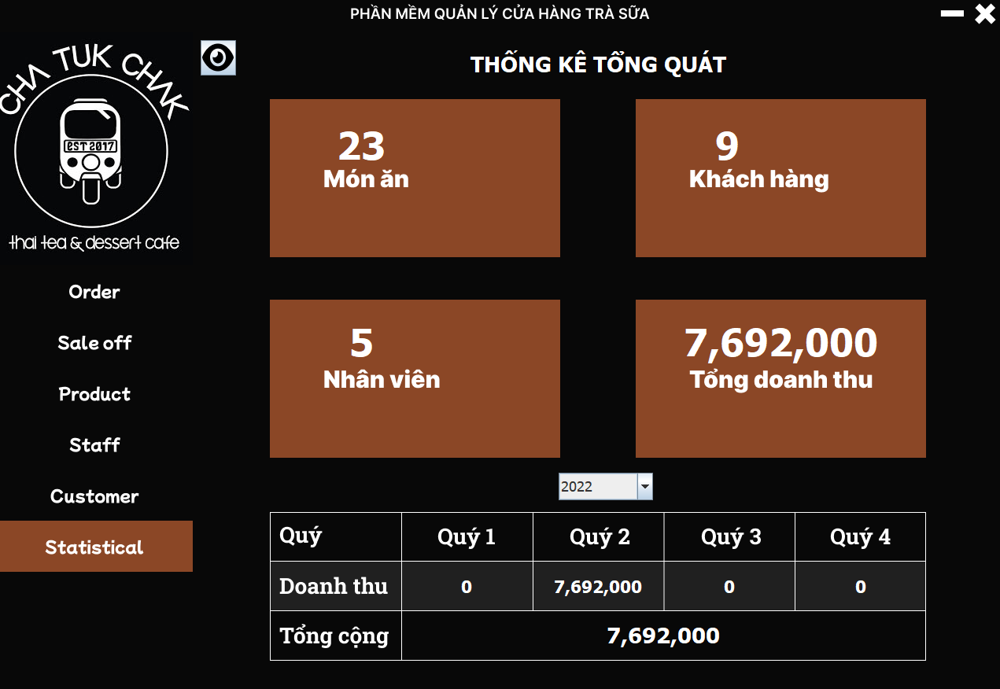 PHẦN MỀM QUẢN LÝ CỬA HÀNG TRÀ SỮA
CHA TUK CHAK
EST 2017
thai tea & dessert cafe
Order
Sale off
Product
Staff
Customer
Statistical
THỐNG KÊ TỔNG QUÁT
23
Món ăn
9
Khách hàng
5
Nhân viên
7,692,000
Tổng doanh thu
2022
Quý Quý 1 Quý 2 Quý 3 Quý 4
Doanh thu 0 7,692,000 0 0
Tổng cộng 7,692,000